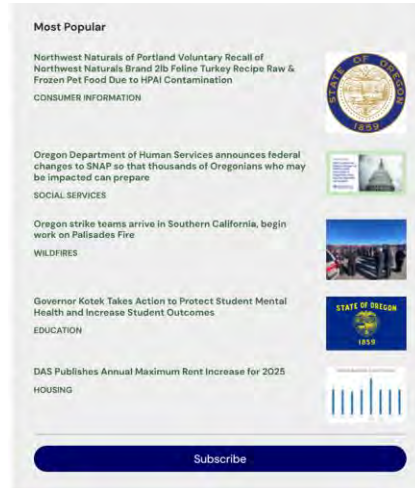 Most Popular
Northwest Naturals of Portland Voluntary Recall of
Northwest Naturals Brand 2lb Feline Turkey Recipe Raw &
Frozen Pet Food Due to HPAI Contamination
CONSUMER INFORMATION
STATE OF OREGON
1859
Oregon Department of Human Services announces federal
changes to SNAP so that thousands of Oregonians who may
be impacted can prepare
SOCIAL SERVICES
Oregon strike teams arrive in Southern California, begin
work on Palisades Fire
WILDFIRES
Governor Kotek Takes Action to Protect Student Mental
Health and Increase Student Outcomes
EDUCATION
STATE OF OREGON
1859
DAS Publishes Annual Maximum Rent Increase for 2025
HOUSING
Subscribe